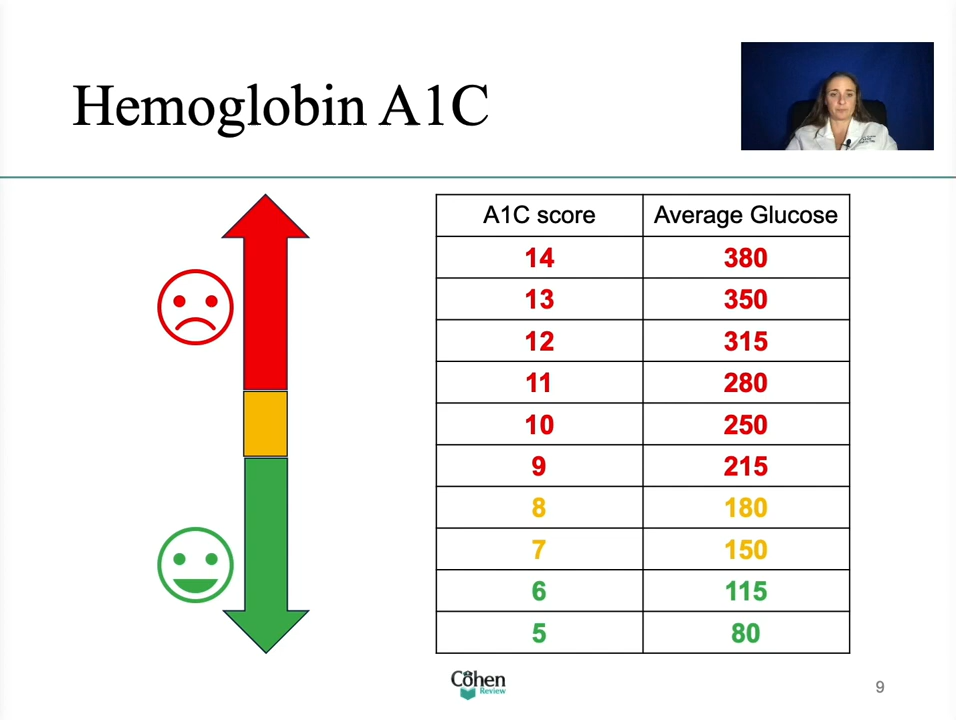 Hemoglobin A1C
A1C score Average Glucose
14 380
13 350
12 315
11 280
10 250
9 215
8 180
7 150
6 115
5 80
Cohen
Review
9